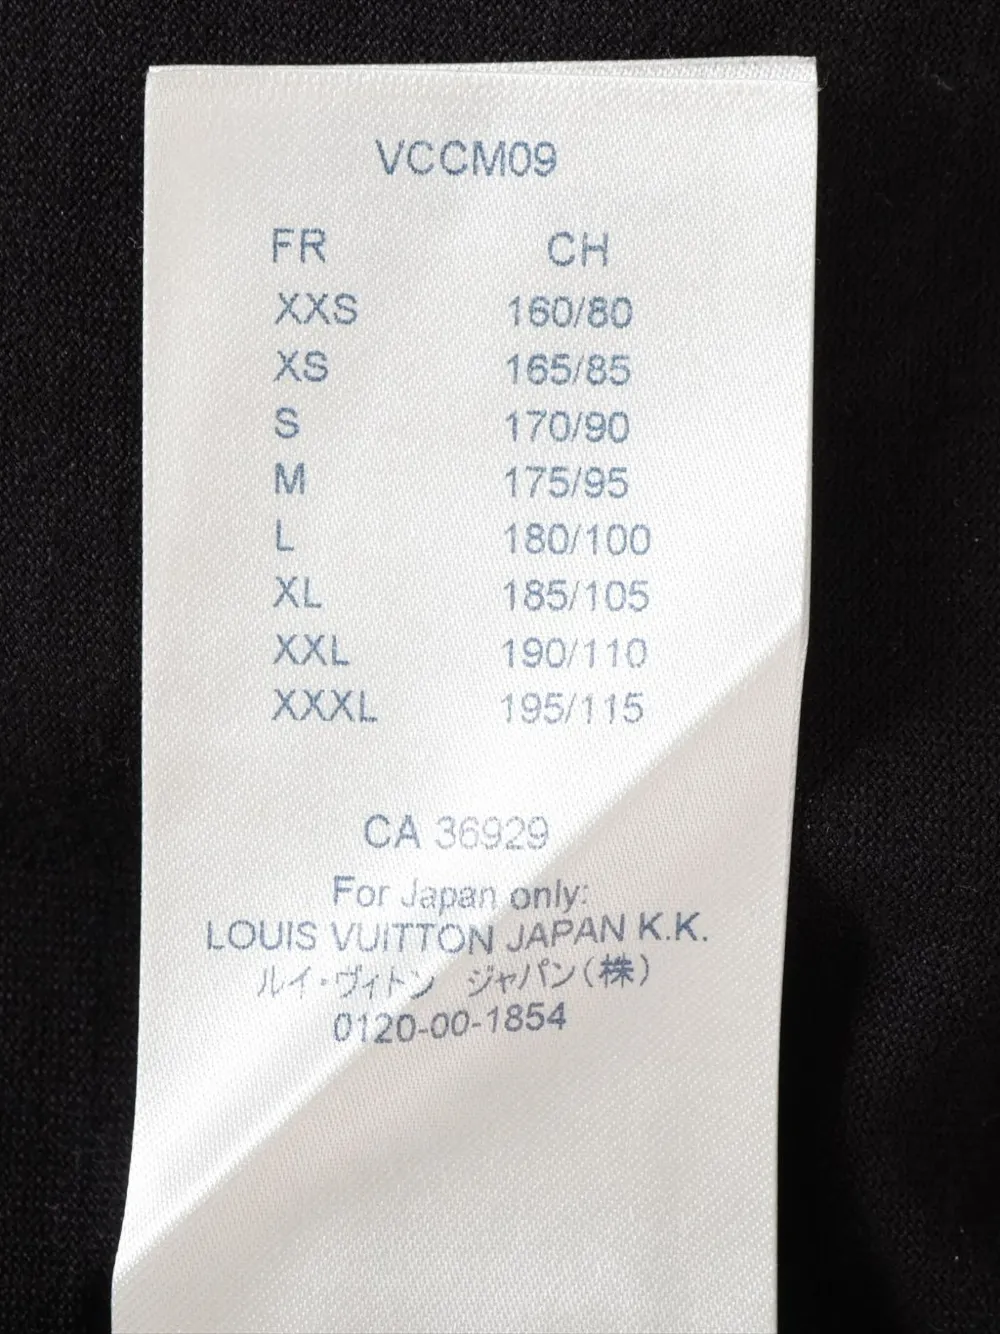 VCCM09
FR CH
XXS 160/80
XS 165/85
S 170/90
M 175/95
L 180/100
XL 185/105
XXL 190/110
XXXL 195/115
CA 36929
For Japan only:
LOUIS VUITTON JAPAN K.K.
ルイ・ヴィトン ジャパン(株)
0120-00-1854